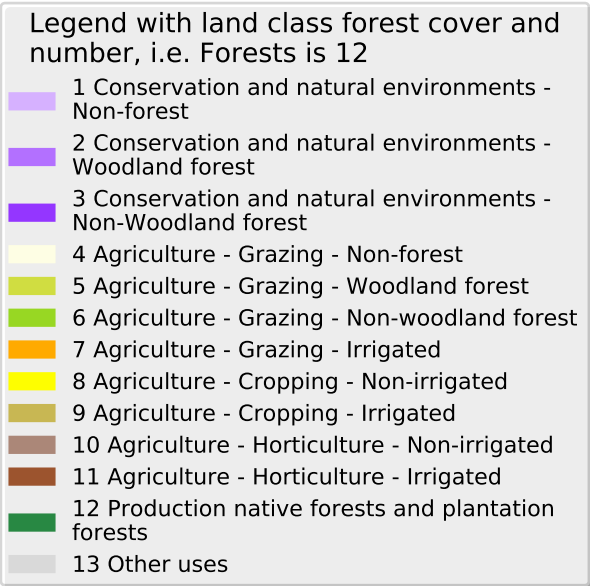 Legend with land class forest cover and
number, i.e. Forests is 12
1 Conservation and natural environments -
Non-forest
2 Conservation and natural environments -
Woodland forest
3 Conservation and natural environments -
Non-Woodland forest
4 Agriculture - Grazing - Non-forest
5 Agriculture - Grazing - Woodland forest
6 Agriculture - Grazing - Non-woodland forest
7 Agriculture - Grazing - Irrigated
8 Agriculture - Cropping - Non-irrigated
9 Agriculture - Cropping - Irrigated
10 Agriculture - Horticulture - Non-irrigated
11 Agriculture - Horticulture - Irrigated
12 Production native forests and plantation
forests
13 Other uses